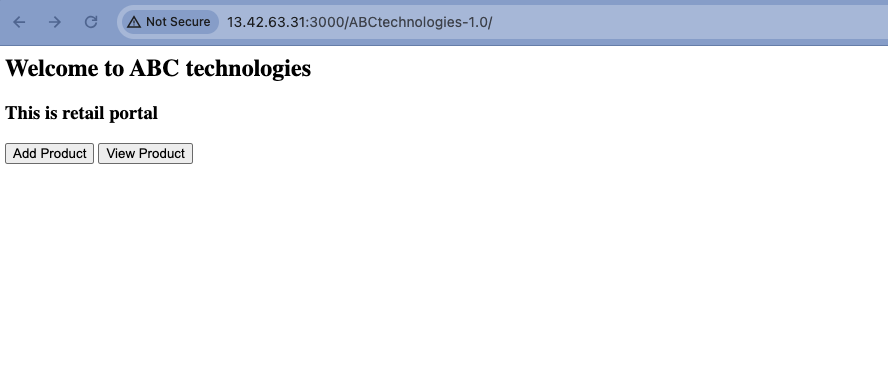 Not Secure 13.42.63.31:3000/ABCtechnologies-1.0/
Welcome to ABC technologies
This is retail portal
Add Product View Product